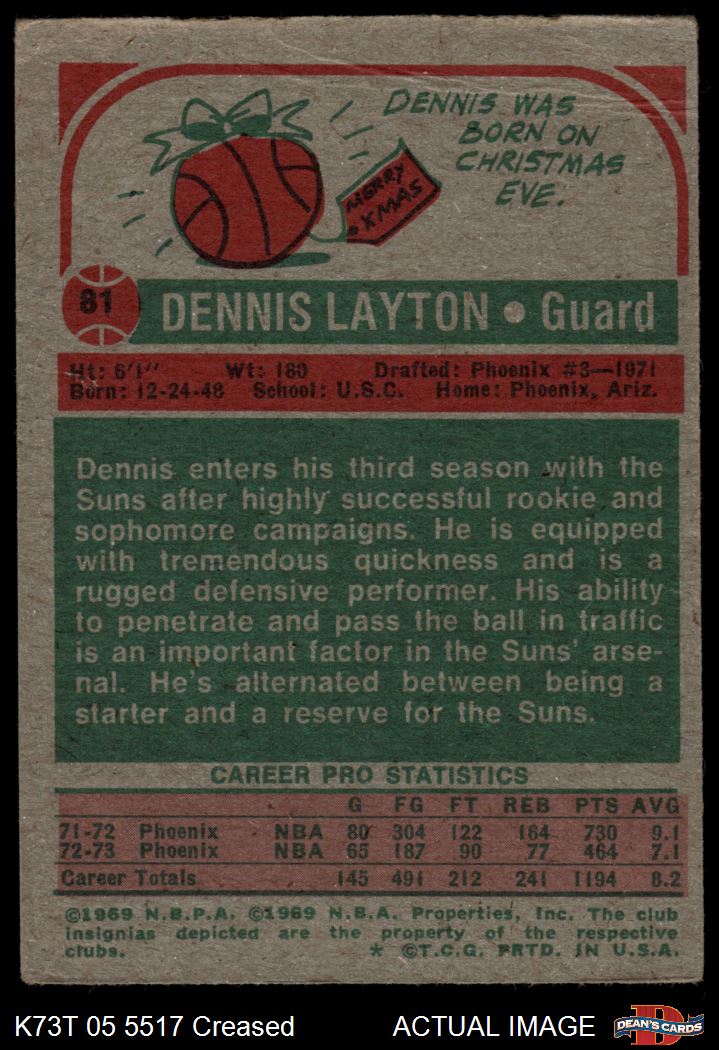 DENNIS WAS
BORN ON
CHRISTMAS
EVE.
MERRY
XMAS
81
DENNIS LAYTON • Guard
Ht: 6'1" Wt: 180 Drafted: Phoenix #3—1971
Born: 12-24-48 School: U.S.C. Home: Phoenix, Ariz.
Dennis enters his third season with the
Suns after highly successful rookie and
sophomore campaigns. He is equipped
with tremendous quickness and is a
rugged defensive performer. His ability
to penetrate and pass the ball in traffic
is an important factor in the Suns' arse-
nal. He's alternated between being a
starter and a reserve for the Suns.
CAREER PRO STATISTICS
G FG FT REB PTS AVG
71-72 Phoenix NBA 80 304 122 164 730 9.1
72-73 Phoenix NBA 65 187 90 77 464 7.1
Career Totals 145 491 212 241 1194 8.2
©1969 N.B.P.A. ©1969 N.B.A. Properties, Inc. The club
insignias depicted are the property of the respective
clubs. * ©T.C.G. PRTD. IN U.S.A.
K73T 05 5517 Creased ACTUAL IMAGE DEAN'S CARDS